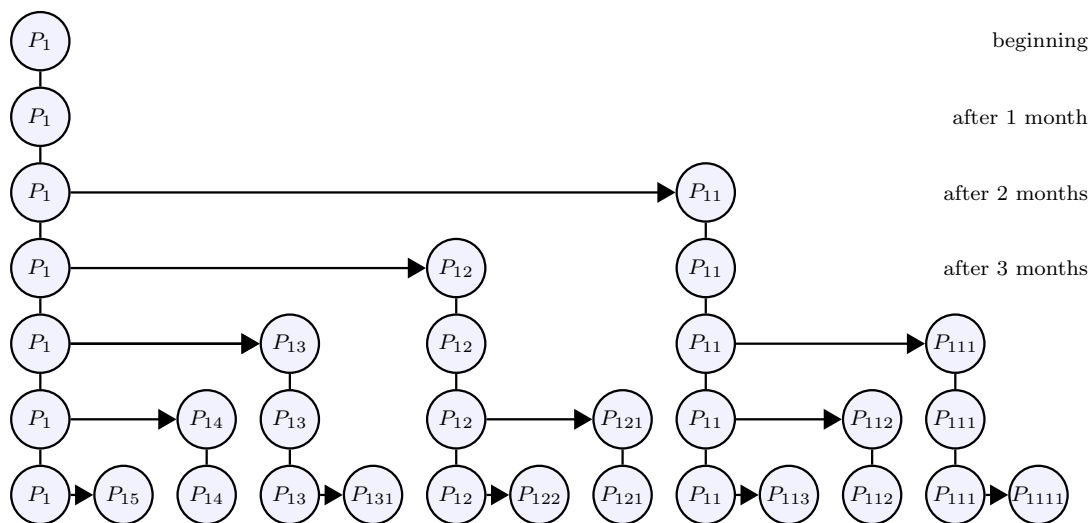 P₁ beginning
P₁ after 1 month
P₁ P₁₁ after 2 months
P₁ P₁₂ P₁₁ after 3 months
P₁ P₁₃ P₁₂ P₁₁ P₁₁₁
P₁ P₁₄ P₁₃ P₁₂ P₁₂₁ P₁₁ P₁₁₂ P₁₁₁
P₁ P₁₅ P₁₄ P₁₃ P₁₃₁ P₁₂ P₁₂₂ P₁₂₁ P₁₁ P₁₁₃ P₁₁₂ P₁₁₁ P₁₁₁₁